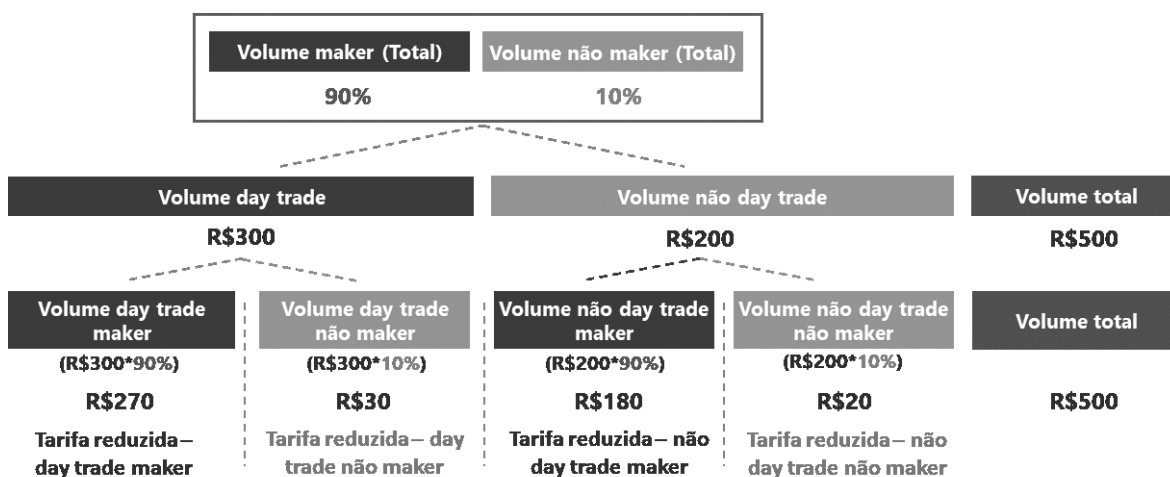 Volume maker (Total)
Volume não maker (Total)
90%
10%
Volume day trade
Volume não day trade
Volume total
R$300
R$200
R$500
Volume day trade
maker
Volume day trade
não maker
Volume não day trade
maker
Volume não day trade
não maker
Volume total
(R$300*90%)
(R$300*10%)
(R$200*90%)
(R$200*10%)
R$270
R$30
R$180
R$20
R$500
Tarifa reduzida–
day trade maker
Tarifa reduzida– day
trade não maker
Tarifa reduzida– não
day trade maker
Tarifa reduzida– não
day trade não maker